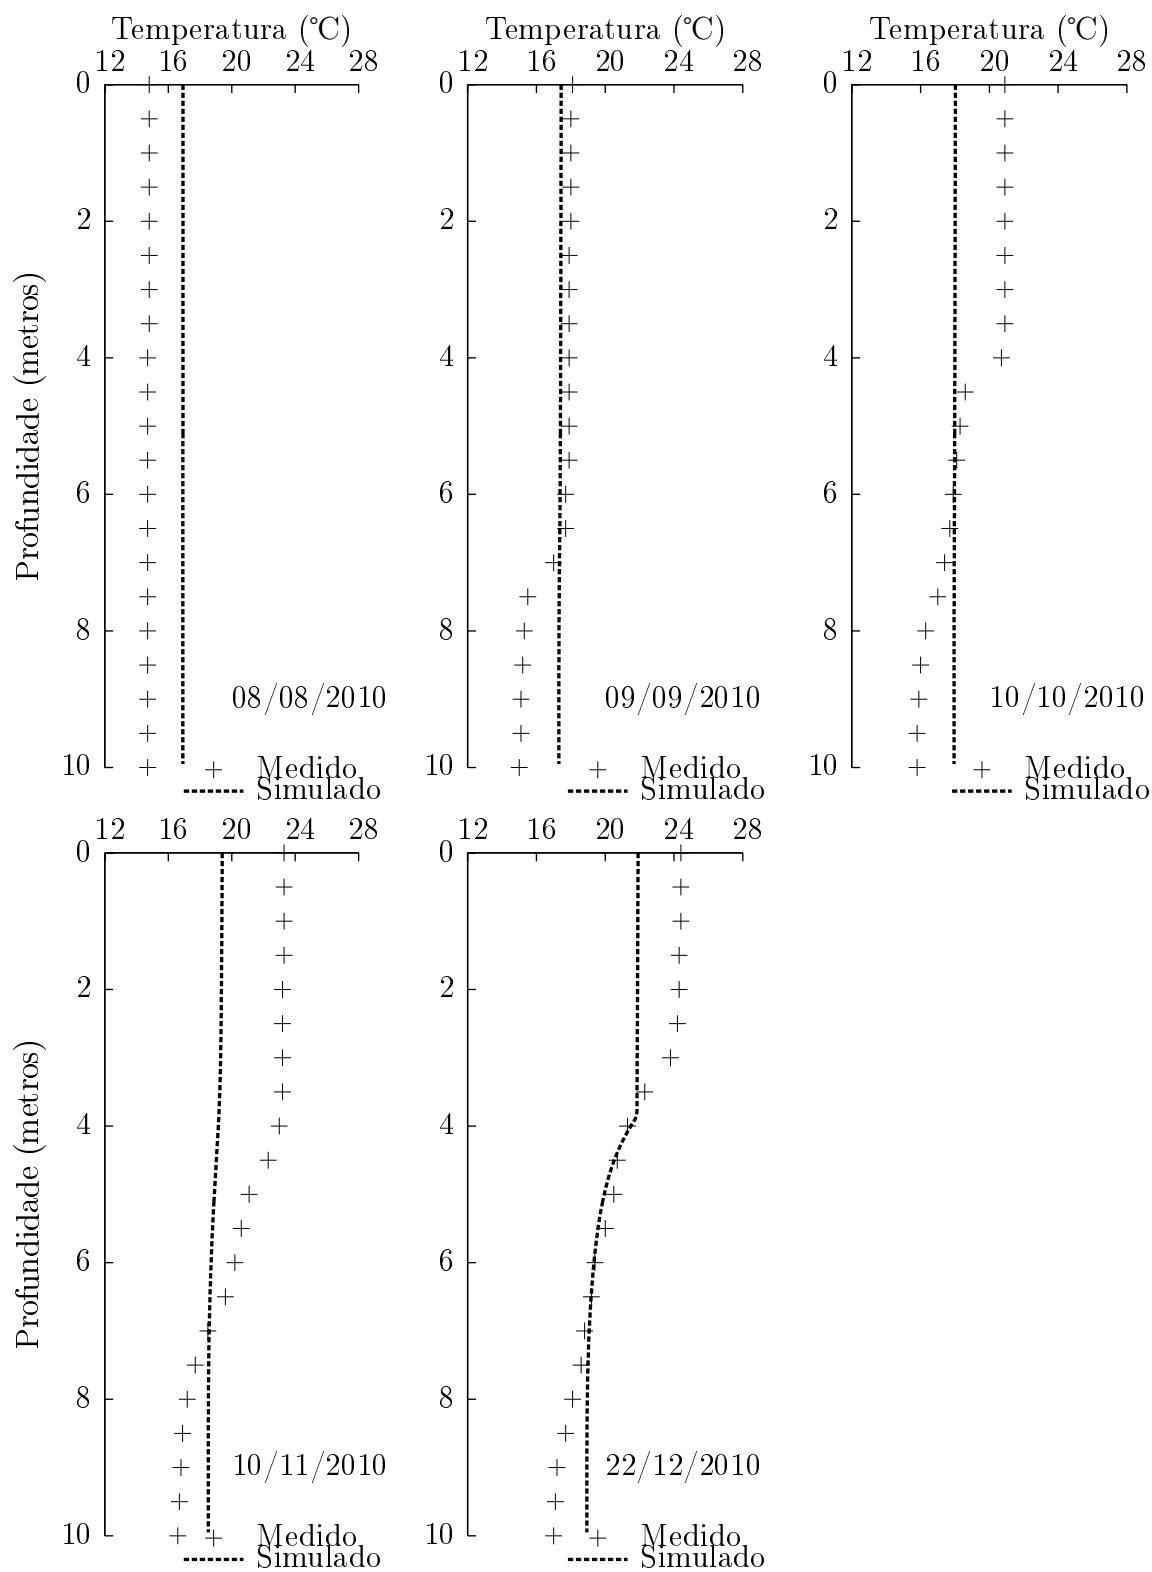 Temperatura (°C) Temperatura (°C) Temperatura (°C)
12 16 20 24 28 12 16 20 24 28 12 16 20 24 28
0 0 0
2 2 2
Profundidade (metros)
4 4 4
6 6 6
8 8 8
08/08/2010 09/09/2010 10/10/2010
10 Medido 10 Medido 10 Medido
Simulado Simulado Simulado
12 16 20 24 28 12 16 20 24 28
0 0
2 2
Profundidade (metros)
4 4
6 6
8 8
10/11/2010 22/12/2010
10 Medido 10 Medido
Simulado Simulado